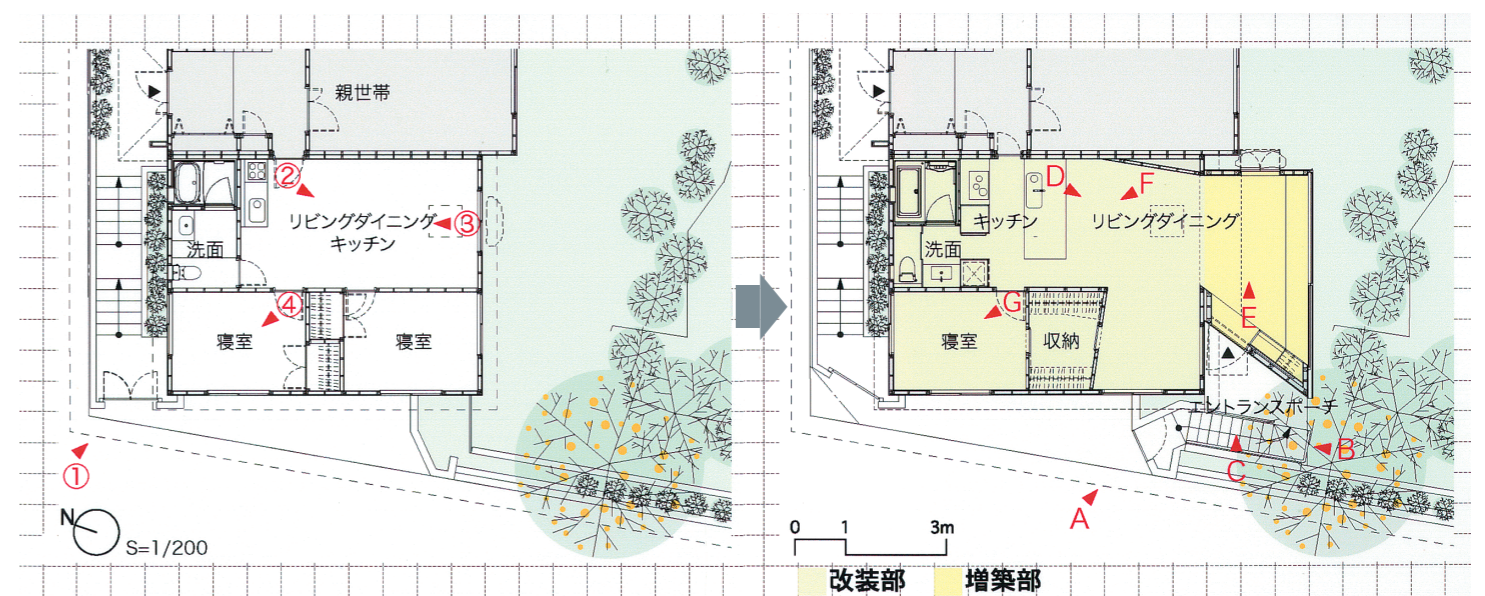 親世帯
②
リビングダイニング
キッチン
③
洗面
④
寝室
寝室
①
N
S=1/200
D
F
キッチン
リビングダイニング
洗面
E
G
寝室
収納
エントランスポーチ
B
C
A
0 1 3m
改装部 増築部